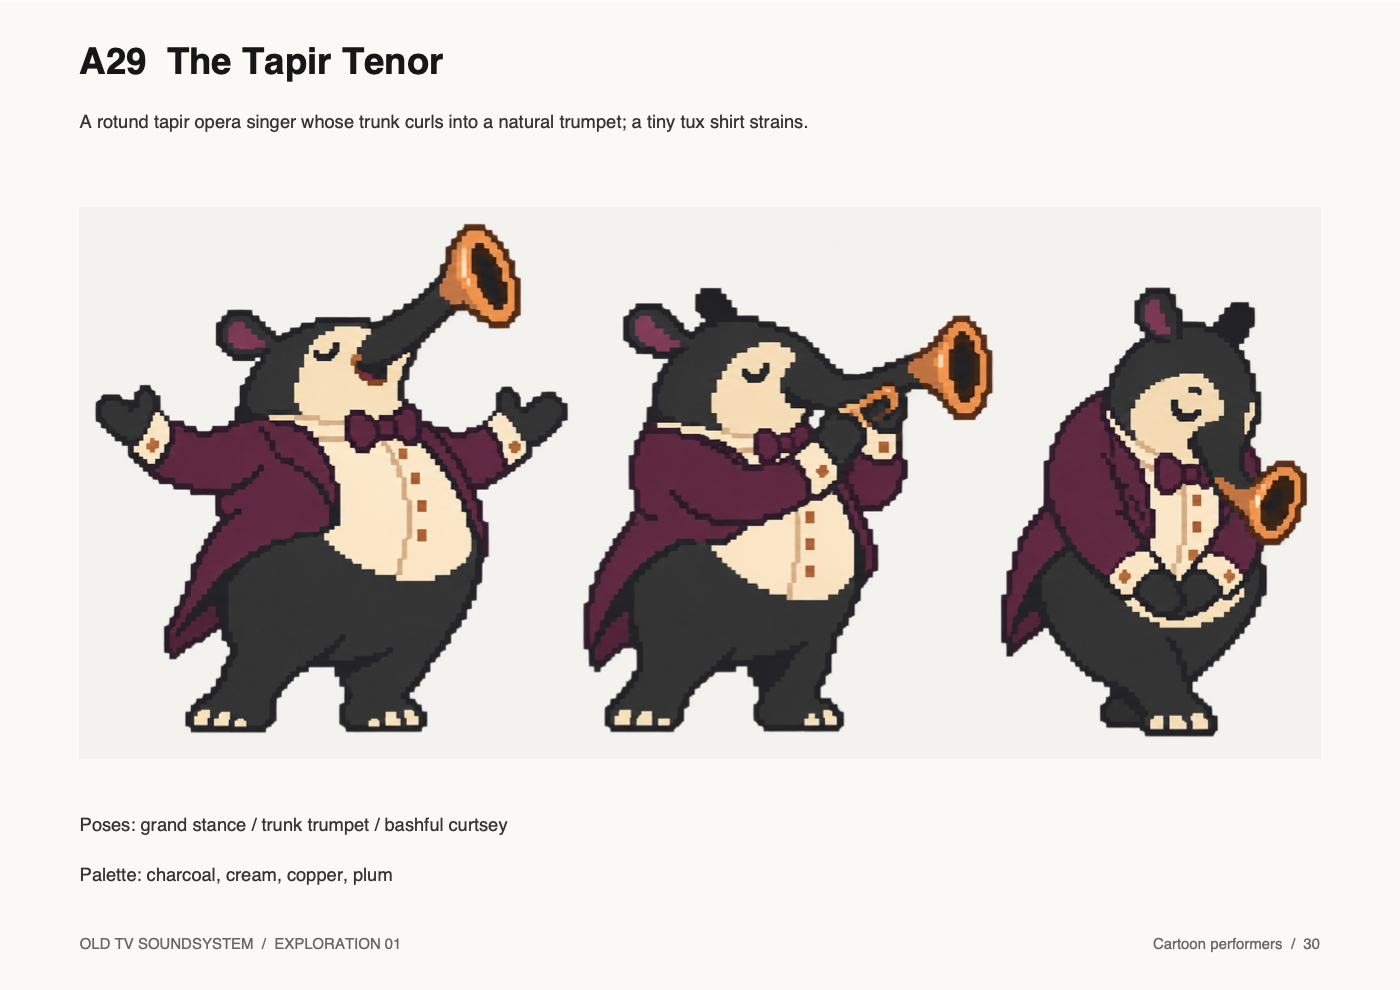 A29 The Tapir Tenor
A rotund tapir opera singer whose trunk curls into a natural trumpet; a tiny tux shirt strains.
Poses: grand stance / trunk trumpet / bashful curtsey
Palette: charcoal, cream, copper, plum
OLD TV SOUNDSYSTEM / EXPLORATION 01
Cartoon performers / 30